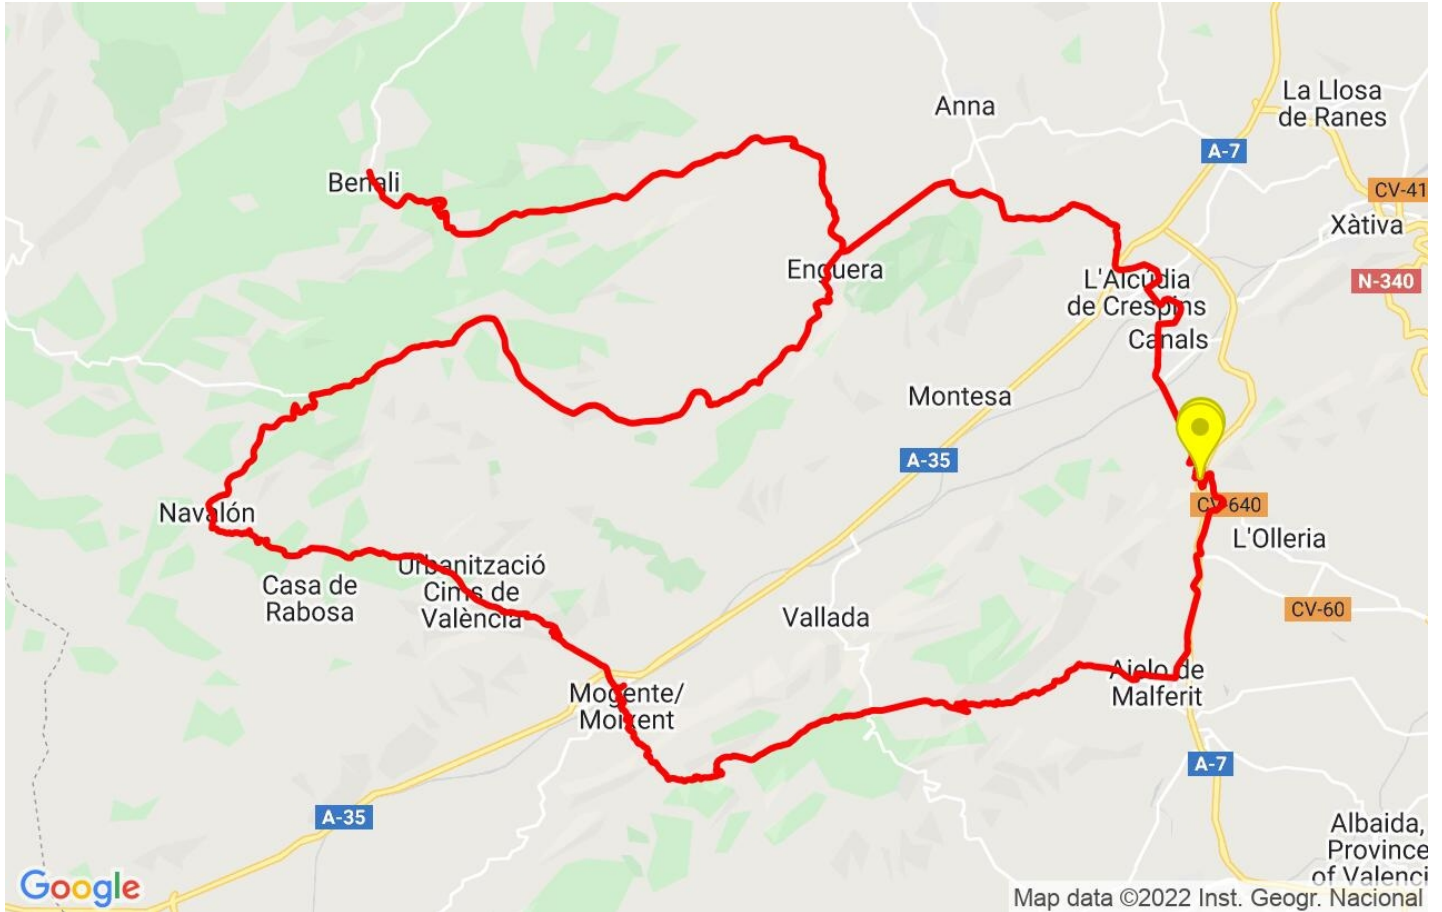 La Llosa
de Ranes
Anna
A-7
Benali
CV-41
Xàtiva
Enguera
N-340
L'Alcúdia
de Crespins
Canals
Montesa
A-35
Navalón
CV-640
L'Olleria
Urbanització
Cims de
València
Casa de
Rabosa
CV-60
Vallada
Aielo de
Malferit
Mogente/
Moixent
A-7
A-35
Albaida,
Province
of Valenci
Google
Map data ©2022 Inst. Geogr. Nacional